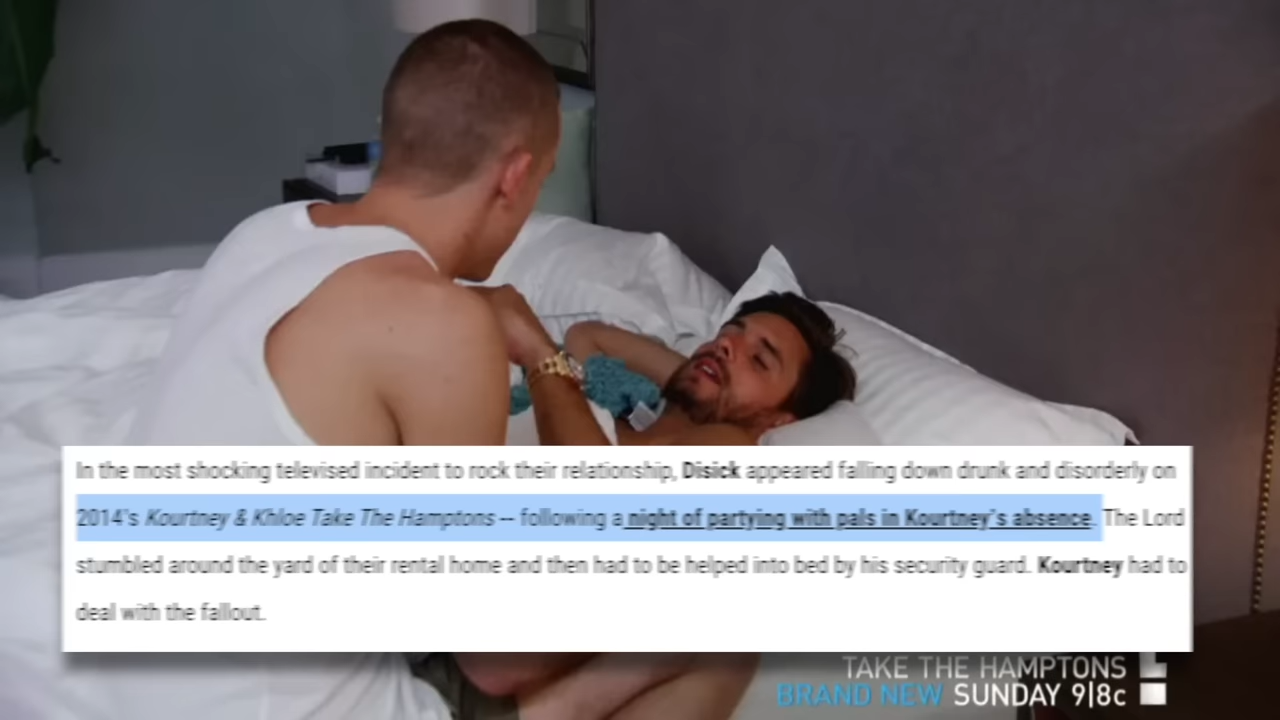 In the most shocking televised incident to rock their relationship, Disick appeared falling down drunk and disorderly on
2014's Kourtney & Khloe Take The Hamptons -- following a night of partying with pals in Kourtney's absence. The Lord
stumbled around the yard of their rental home and then had to be helped into bed by his security guard. Kourtney had to
deal with the fallout.
TAKE THE HAMPTONS
BRAND NEW SUNDAY 9|8c